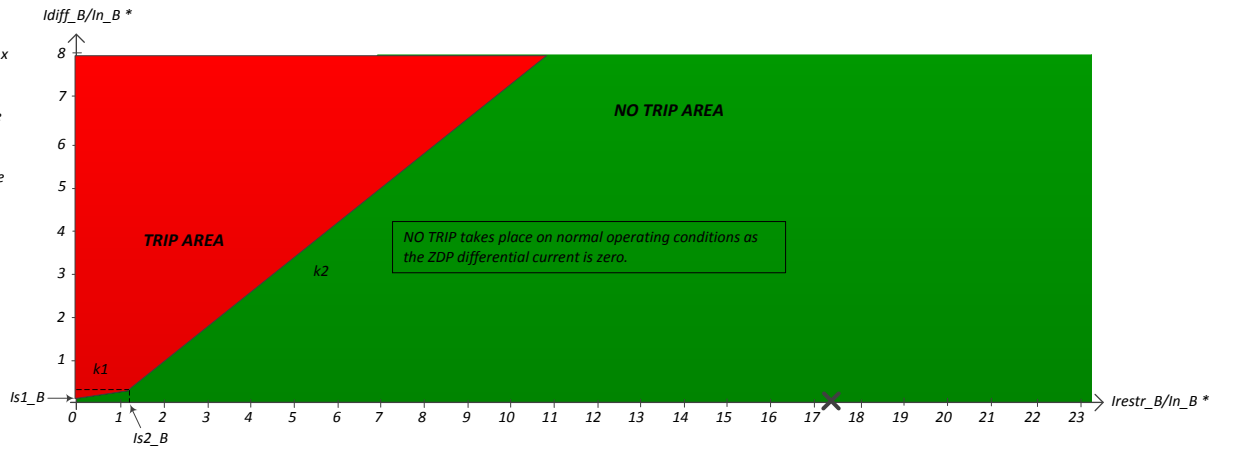 Idiff_B/In_B *
x
8
7
6
e
5
4
3
2
1
NO TRIP AREA
TRIP AREA
NO TRIP takes place on normal operating conditions as
the ZDP differential current is zero.
k2
k1
Is1_B
Irestr_B/In_B *
0 1 2 3 4 5 6 7 8 9 10 11 12 13 14 15 16 17 18 19 20 21 22 23
Is2_B